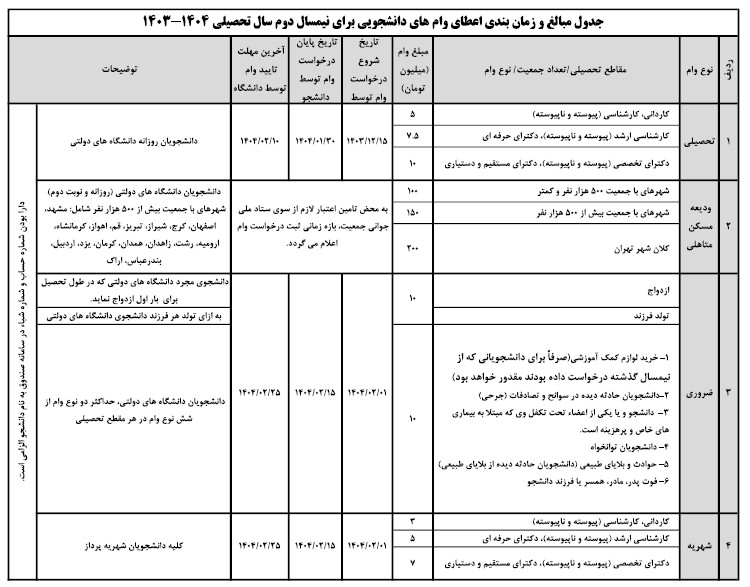 جدول مبالغ و زمان بندی اعطای وام های دانشجویی برای نیمسال دوم سال تحصیلی ۱۴۰۴-۱۴۰۳
ردیف
نوع وام
مقاطع تحصیلی/تعداد جمعیت/ نوع وام
مبلغ وام
(میلیون
تومان)
تاریخ
شروع
درخواست
وام توسط
تاریخ پایان
درخواست
وام توسط
دانشجو
آخرین مهلت
تایید وام
توسط دانشگاه
توضیحات
۱
تحصیلی
کاردانی، کارشناسی (پیوسته و ناپیوسته)
۵
کارشناسی ارشد (پیوسته و ناپیوسته)، دکترای حرفه ای
۷.۵
دکترای تخصصی (پیوسته و ناپیوسته)، دکترای مستقیم و دستیاری
۱۰
۱۴۰۳/۱۲/۱۵
۱۴۰۴/۰۱/۳۰
۱۴۰۴/۰۲/۱۰
دانشجویان روزانه دانشگاه های دولتی
۲
ودیعه
مسکن
متاهلی
شهرهای با جمعیت ۵۰۰ هزار نفر و کمتر
۱۰۰
شهرهای با جمعیت بیش از ۵۰۰ هزار نفر
۱۵۰
کلان شهر تهران
۲۰۰
به محض تامین اعتبار لازم از سوی ستاد ملی
جوانی جمعیت، بازه زمانی ثبت درخواست وام
اعلام می گردد.
دانشجویان دانشگاه های دولتی (روزانه و نوبت دوم)
شهرهای با جمعیت بیش از ۵۰۰ هزار نفر شامل: مشهد،
اصفهان، کرج، شیراز، تبریز، قم، اهواز، کرمانشاه،
ارومیه، رشت، زاهدان، همدان، کرمان، یزد، اردبیل،
بندرعباس، اراک
۳
ضروری
ازدواج
تولد فرزند
۱۰
۱- خرید لوازم کمک آموزشی(صرفاً برای دانشجویانی که از
نیمسال گذشته درخواست داده بودند مقدور خواهد بود)
۲-دانشجویان حادثه دیده در سوانح و تصادفات (جرحی)
۳- دانشجو و یا یکی از اعضاء تحت تکفل وی که مبتلا به بیماری
های خاص و پرهزینه است.
۴- دانشجویان توانخواه
۵- حوادث و بلایای طبیعی (دانشجویان حادثه دیده از بلایای طبیعی)
۶-فوت پدر، مادر، همسر یا فرزند دانشجو
۱۰
۱۴۰۴/۰۲/۰۱
۱۴۰۴/۰۲/۱۵
۱۴۰۴/۰۲/۲۵
دانشجوی مجرد دانشگاه های دولتی که در طول تحصیل
برای بار اول ازدواج نماید.
به ازای تولد هر فرزند دانشجوی دانشگاه های دولتی
دانشجویان دانشگاه های دولتی، حداکثر دو نوع وام از
شش نوع وام در هر مقطع تحصیلی
۴
شهریه
کاردانی، کارشناسی (پیوسته و ناپیوسته)
۳
کارشناسی ارشد (پیوسته و ناپیوسته)، دکترای حرفه ای
۵
دکترای تخصصی (پیوسته و ناپیوسته)، دکترای مستقیم و دستیاری
۷
۱۴۰۴/۰۲/۰۱
۱۴۰۴/۰۲/۱۵
۱۴۰۴/۰۲/۲۵
کلیه دانشجویان شهریه پرداز
دارا بودن شماره حساب و شماره شباء در سامانه صندوق به نام دانشجو الزامی است.